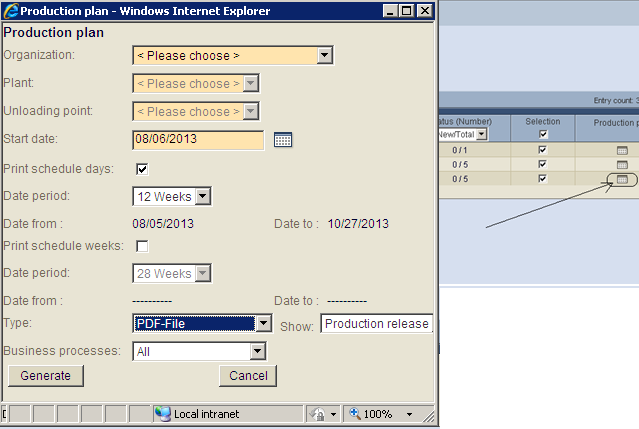 Production plan - Windows Internet Explorer
Production plan
Organization: < Please choose >
Plant: < Please choose >
Unloading point: < Please choose >
Start date: 08/06/2013
Print schedule days:
Date period: 12 Weeks
Date from : 08/05/2013 Date to : 10/27/2013
Print schedule weeks:
Date period: 28 Weeks
Date from : ---------- Date to : ----------
Type: PDF-File Show: Production release
Business processes: All
Generate Cancel
Local intranet 100%
Entry count: 3
tatus (Number) Selection Production p
New/Total
0 / 1
0 / 5
0 / 5